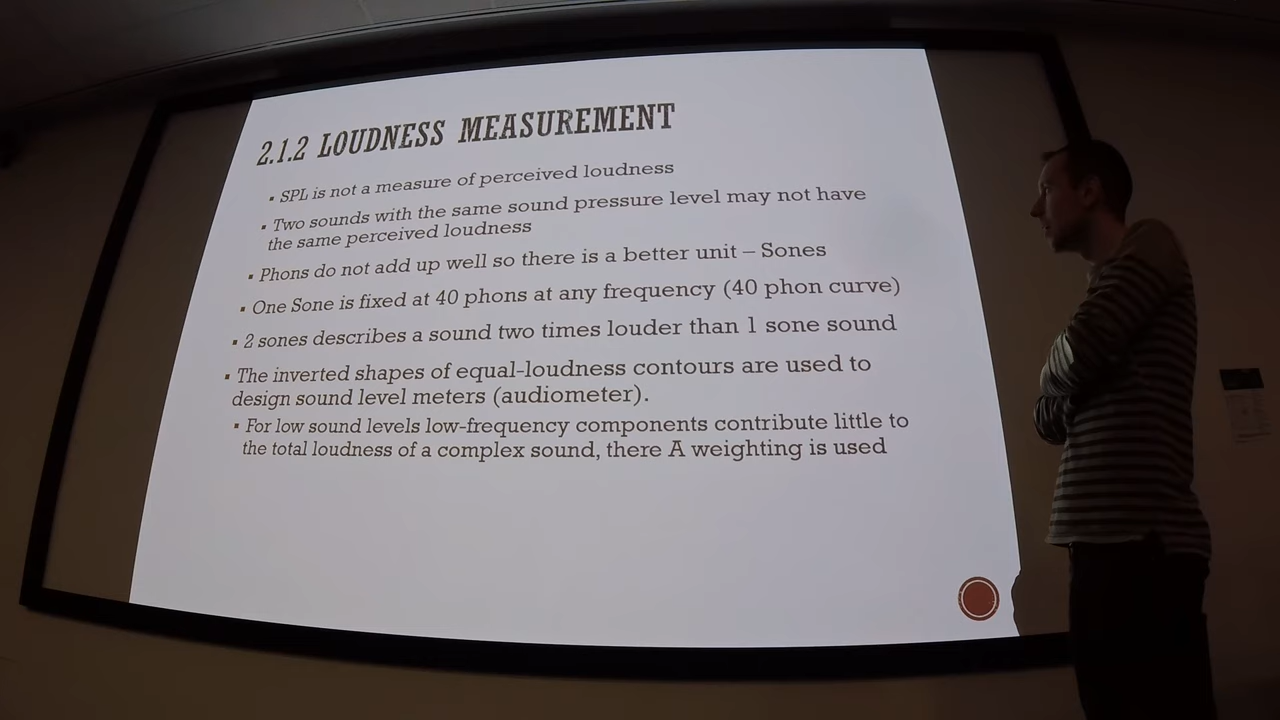 2.1.2 LOUDNESS MEASUREMENT
▪ SPL is not a measure of perceived loudness
▪ Two sounds with the same sound pressure level may not have
the same perceived loudness
▪ Phons do not add up well so there is a better unit – Sones
▪ One Sone is fixed at 40 phons at any frequency (40 phon curve)
▪ 2 sones describes a sound two times louder than 1 sone sound
▪ The inverted shapes of equal-loudness contours are used to
design sound level meters (audiometer).
▪ For low sound levels low-frequency components contribute little to
the total loudness of a complex sound, there A weighting is used